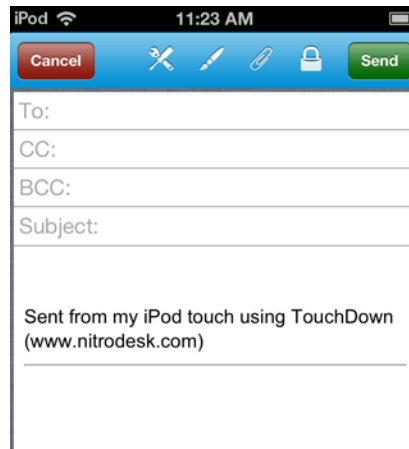 iPod 11:23 AM
Cancel Send
To:
CC:
BCC:
Subject:
Sent from my iPod touch using TouchDown
(www.nitrodesk.com)